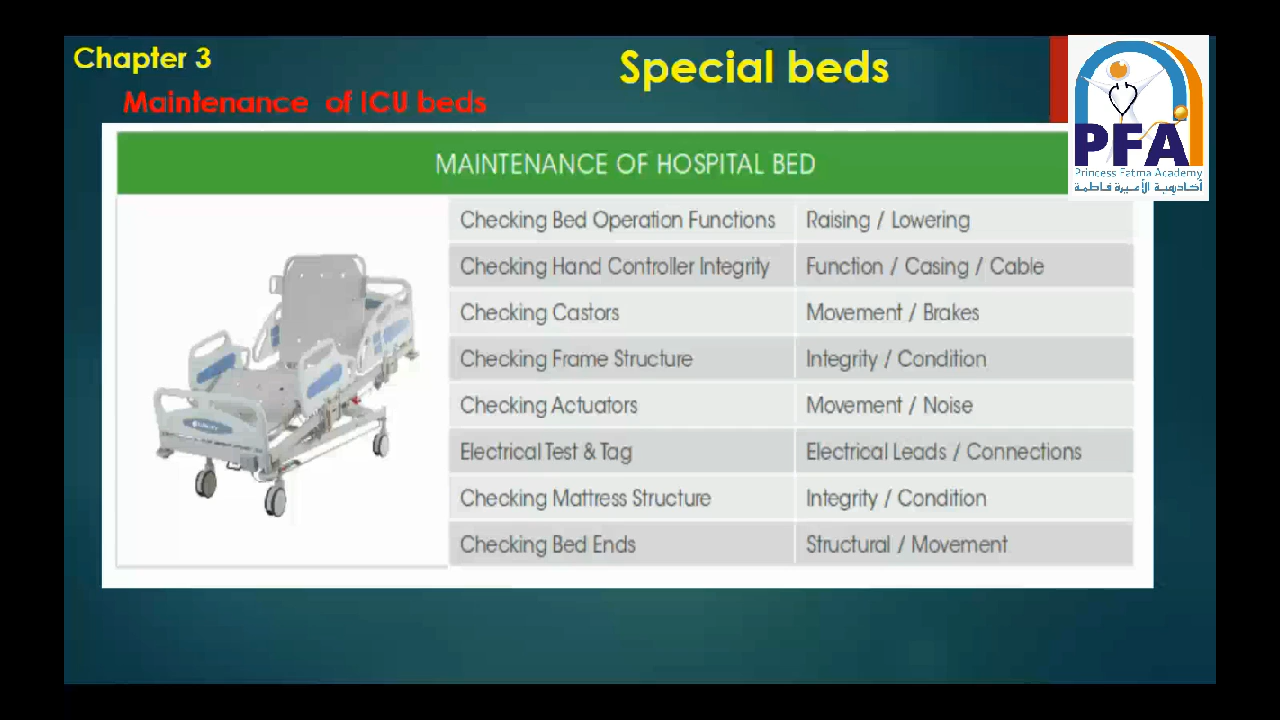 Chapter 3
Special beds
Maintenance of ICU beds
PFA
Princess Fatma Academy
أكاديمية الأميرة فاطمة
MAINTENANCE OF HOSPITAL BED
Checking Bed Operation Functions Raising / Lowering
Checking Hand Controller Integrity Function / Casing / Cable
Checking Castors Movement / Brakes
Checking Frame Structure Integrity / Condition
Checking Actuators Movement / Noise
Electrical Test & Tag Electrical Leads / Connections
Checking Mattress Structure Integrity / Condition
Checking Bed Ends Structural / Movement